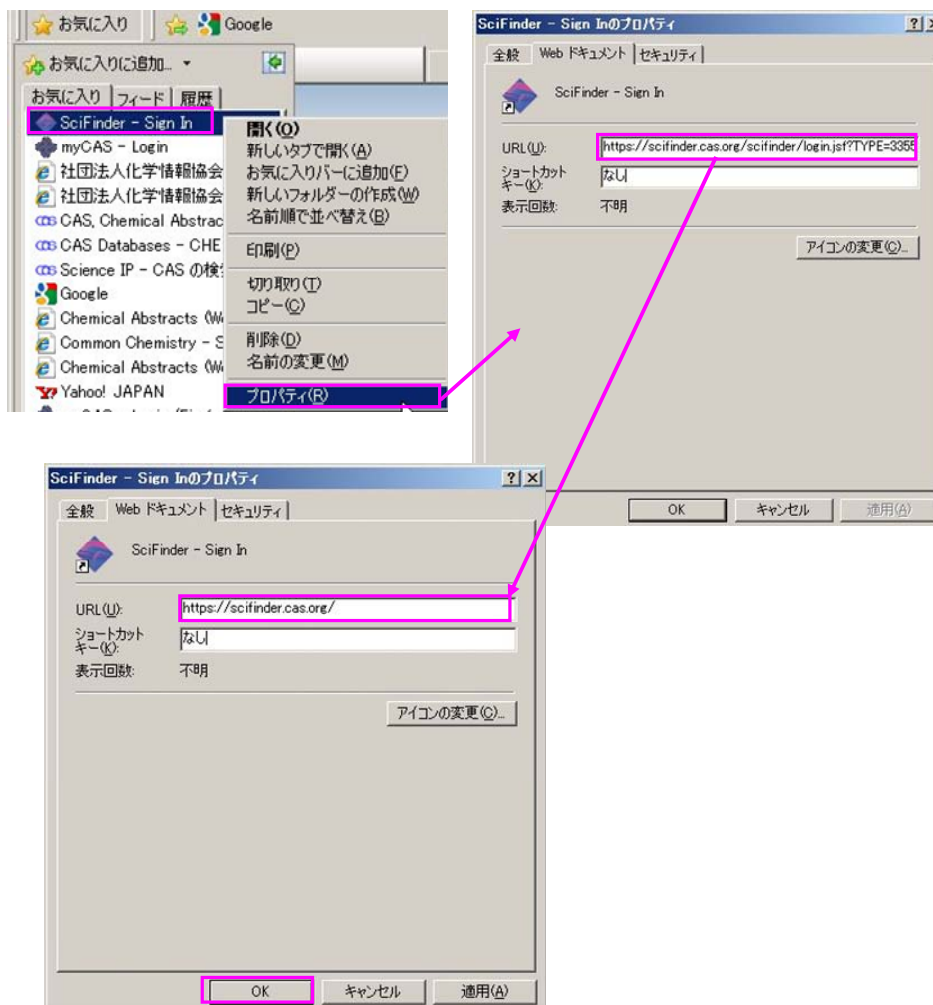 お気に入り Google
お気に入りに追加...
お気に入り フィード 履歴
SciFinder - Sign In
myCAS - Login
社団法人化学情報協会
社団法人化学情報協会
CAS, Chemical Abstrac
CAS Databases - CHE
Science IP - CAS の検
Google
Chemical Abstracts (W
Common Chemistry - S
Chemical Abstracts (W
Yahoo! JAPAN
開く(O)
新しいタブで開く(A)
お気に入りバーに追加(F)
新しいフォルダーの作成(W)
名前順で並べ替え(B)
印刷(P)
切り取り(T)
コピー(C)
削除(D)
名前の変更(M)
プロパティ(R)
SciFinder - Sign Inのプロパティ
全般 Web ドキュメント セキュリティ
SciFinder - Sign In
URL(U): https://scifinder.cas.org/scifinder/login.jsf?TYPE=3355
ショートカット
キー(K): なし
表示回数: 不明
アイコンの変更(C)...
OK キャンセル 適用(A)
SciFinder - Sign Inのプロパティ
全般 Web ドキュメント セキュリティ
SciFinder - Sign In
URL(U): https://scifinder.cas.org/
ショートカット
キー(K): なし
表示回数: 不明
アイコンの変更(C)...
OK キャンセル 適用(A)